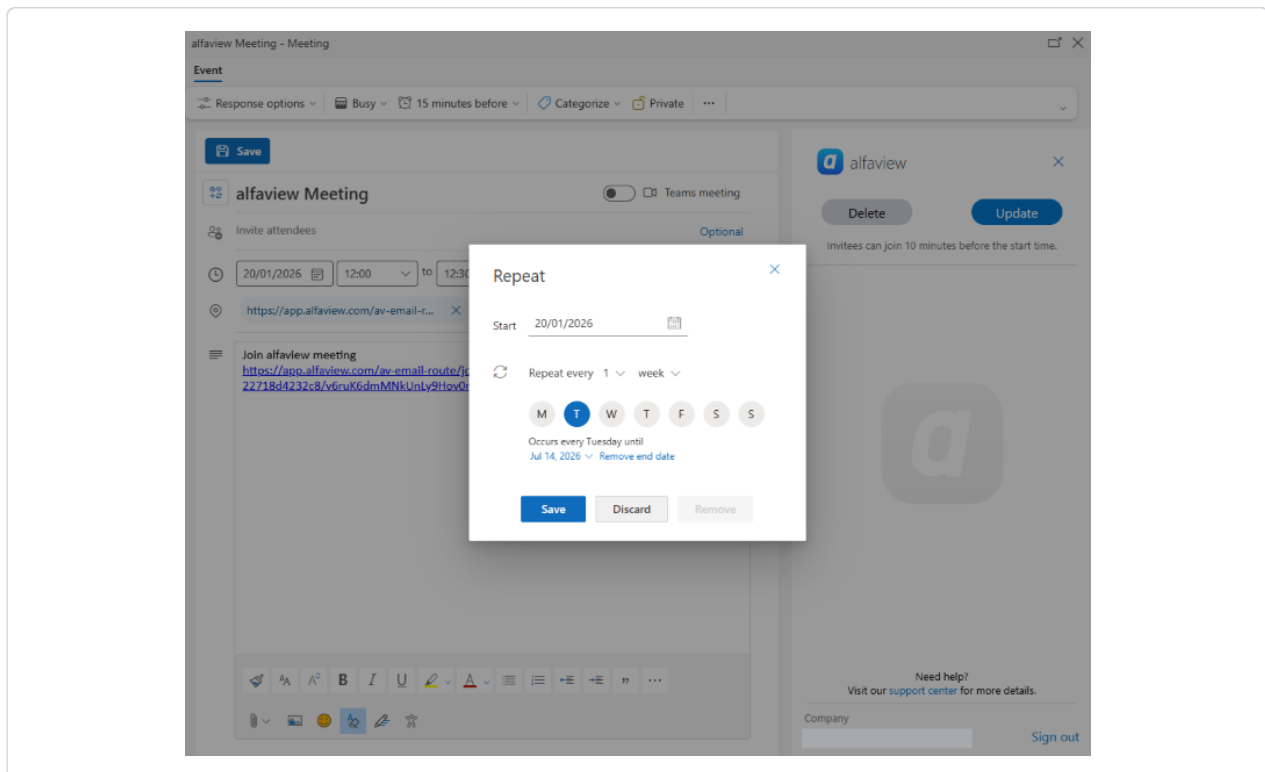 alfaview Meeting - Meeting
Event
Response options Busy 15 minutes before Categorize Private ...
Save
alfaview
alfaview Meeting Teams meeting
Delete Update
Invite attendees Optional
Invitees can join 10 minutes before the start time.
20/01/2026 12:00 to 12:30
https://app.alfaview.com/av-email-r...
Join alfaview meeting
https://app.alfaview.com/av-email-route/
Repeat
Start 20/01/2026
Repeat every 1 week
M T W T F S S
Occurs every Tuesday until
Jul 14, 2026 Remove end date
Save Discard Remove
B I U A
Need help?
Visit our support center for more details.
Company
Sign out